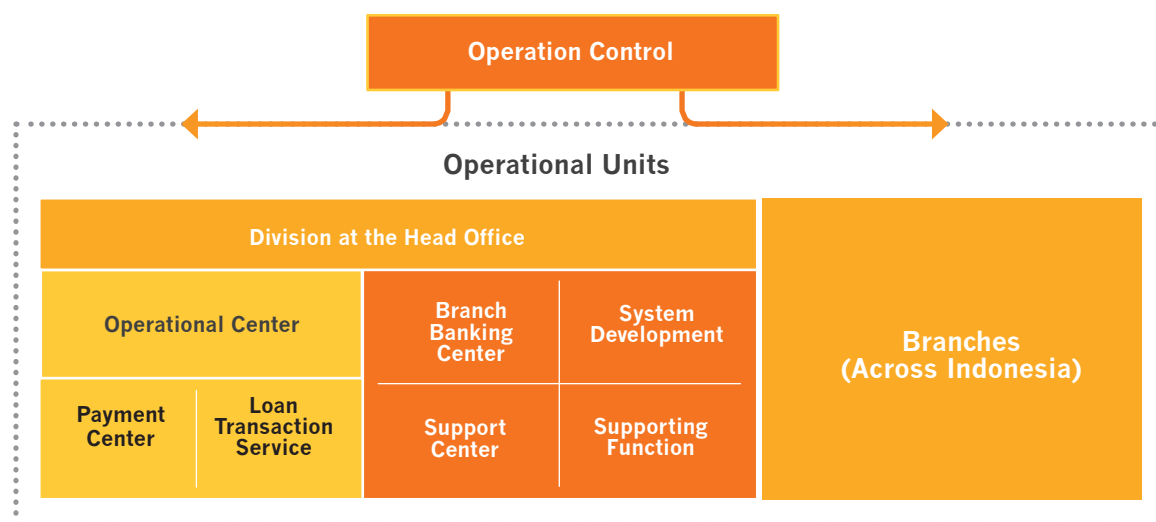 Operation Control
Operational Units
Division at the Head Office
Operational Center
Payment
Center
Loan
Transaction
Service
Branch
Banking
Center
System
Development
Support
Center
Supporting
Function
Branches
(Across Indonesia)